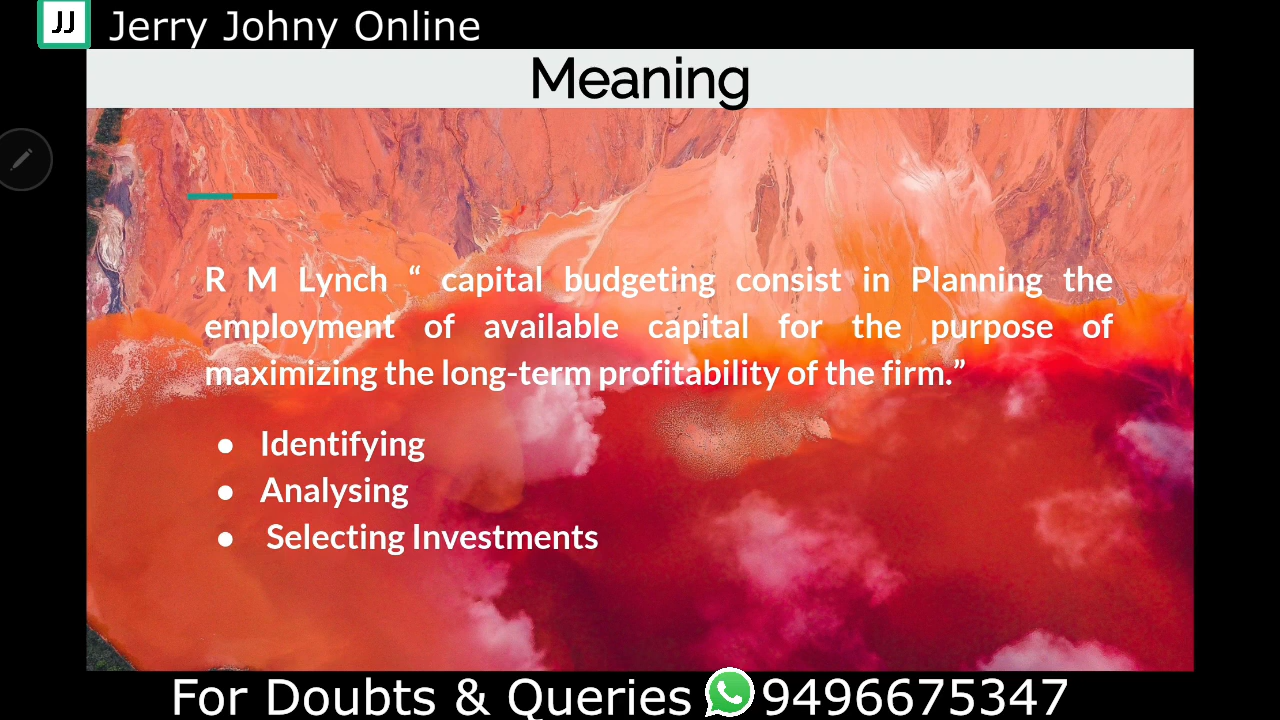 JJ Jerry Johny Online
Meaning
R M Lynch “ capital budgeting consist in Planning the
employment of available capital for the purpose of
maximizing the long-term profitability of the firm.”
● Identifying
● Analysing
● Selecting Investments
For Doubts & Queries 9496675347